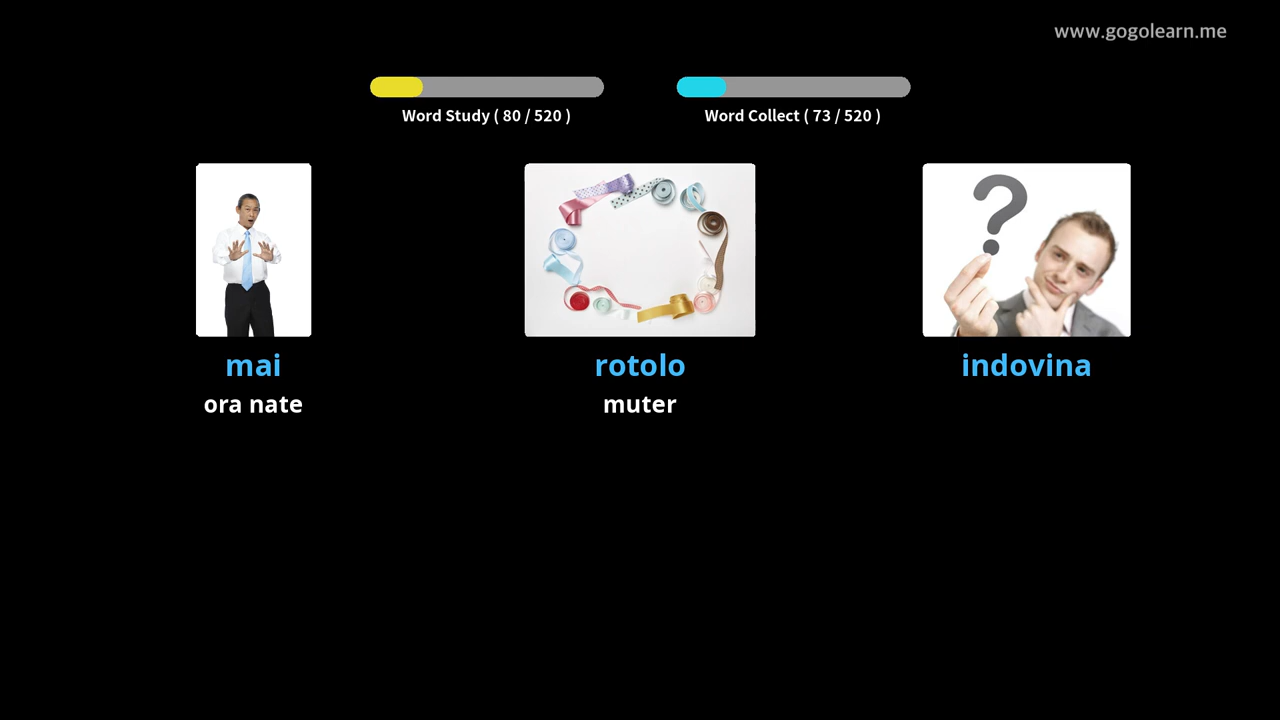 www.gogolearn.me
Word Study ( 80 / 520 )
Word Collect ( 73 / 520 )
mai
rotolo
indovina
ora nate
muter